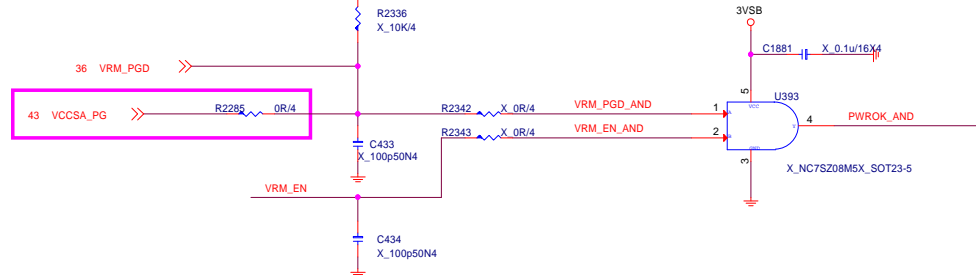 R2336
X_10K/4
3VSB
C1881 X_0.1u/16X4
36 VRM_PGD
5
VCC
U393
43 VCCSA_PG R2285 0R/4 R2342 X_0R/4 VRM_PGD_AND 1
A
Y 4 PWROK_AND
R2343 X_0R/4 VRM_EN_AND 2
B
GND
3
C433
X_100p50N4
X_NC7SZ08M5X_SOT23-5
VRM_EN
C434
X_100p50N4